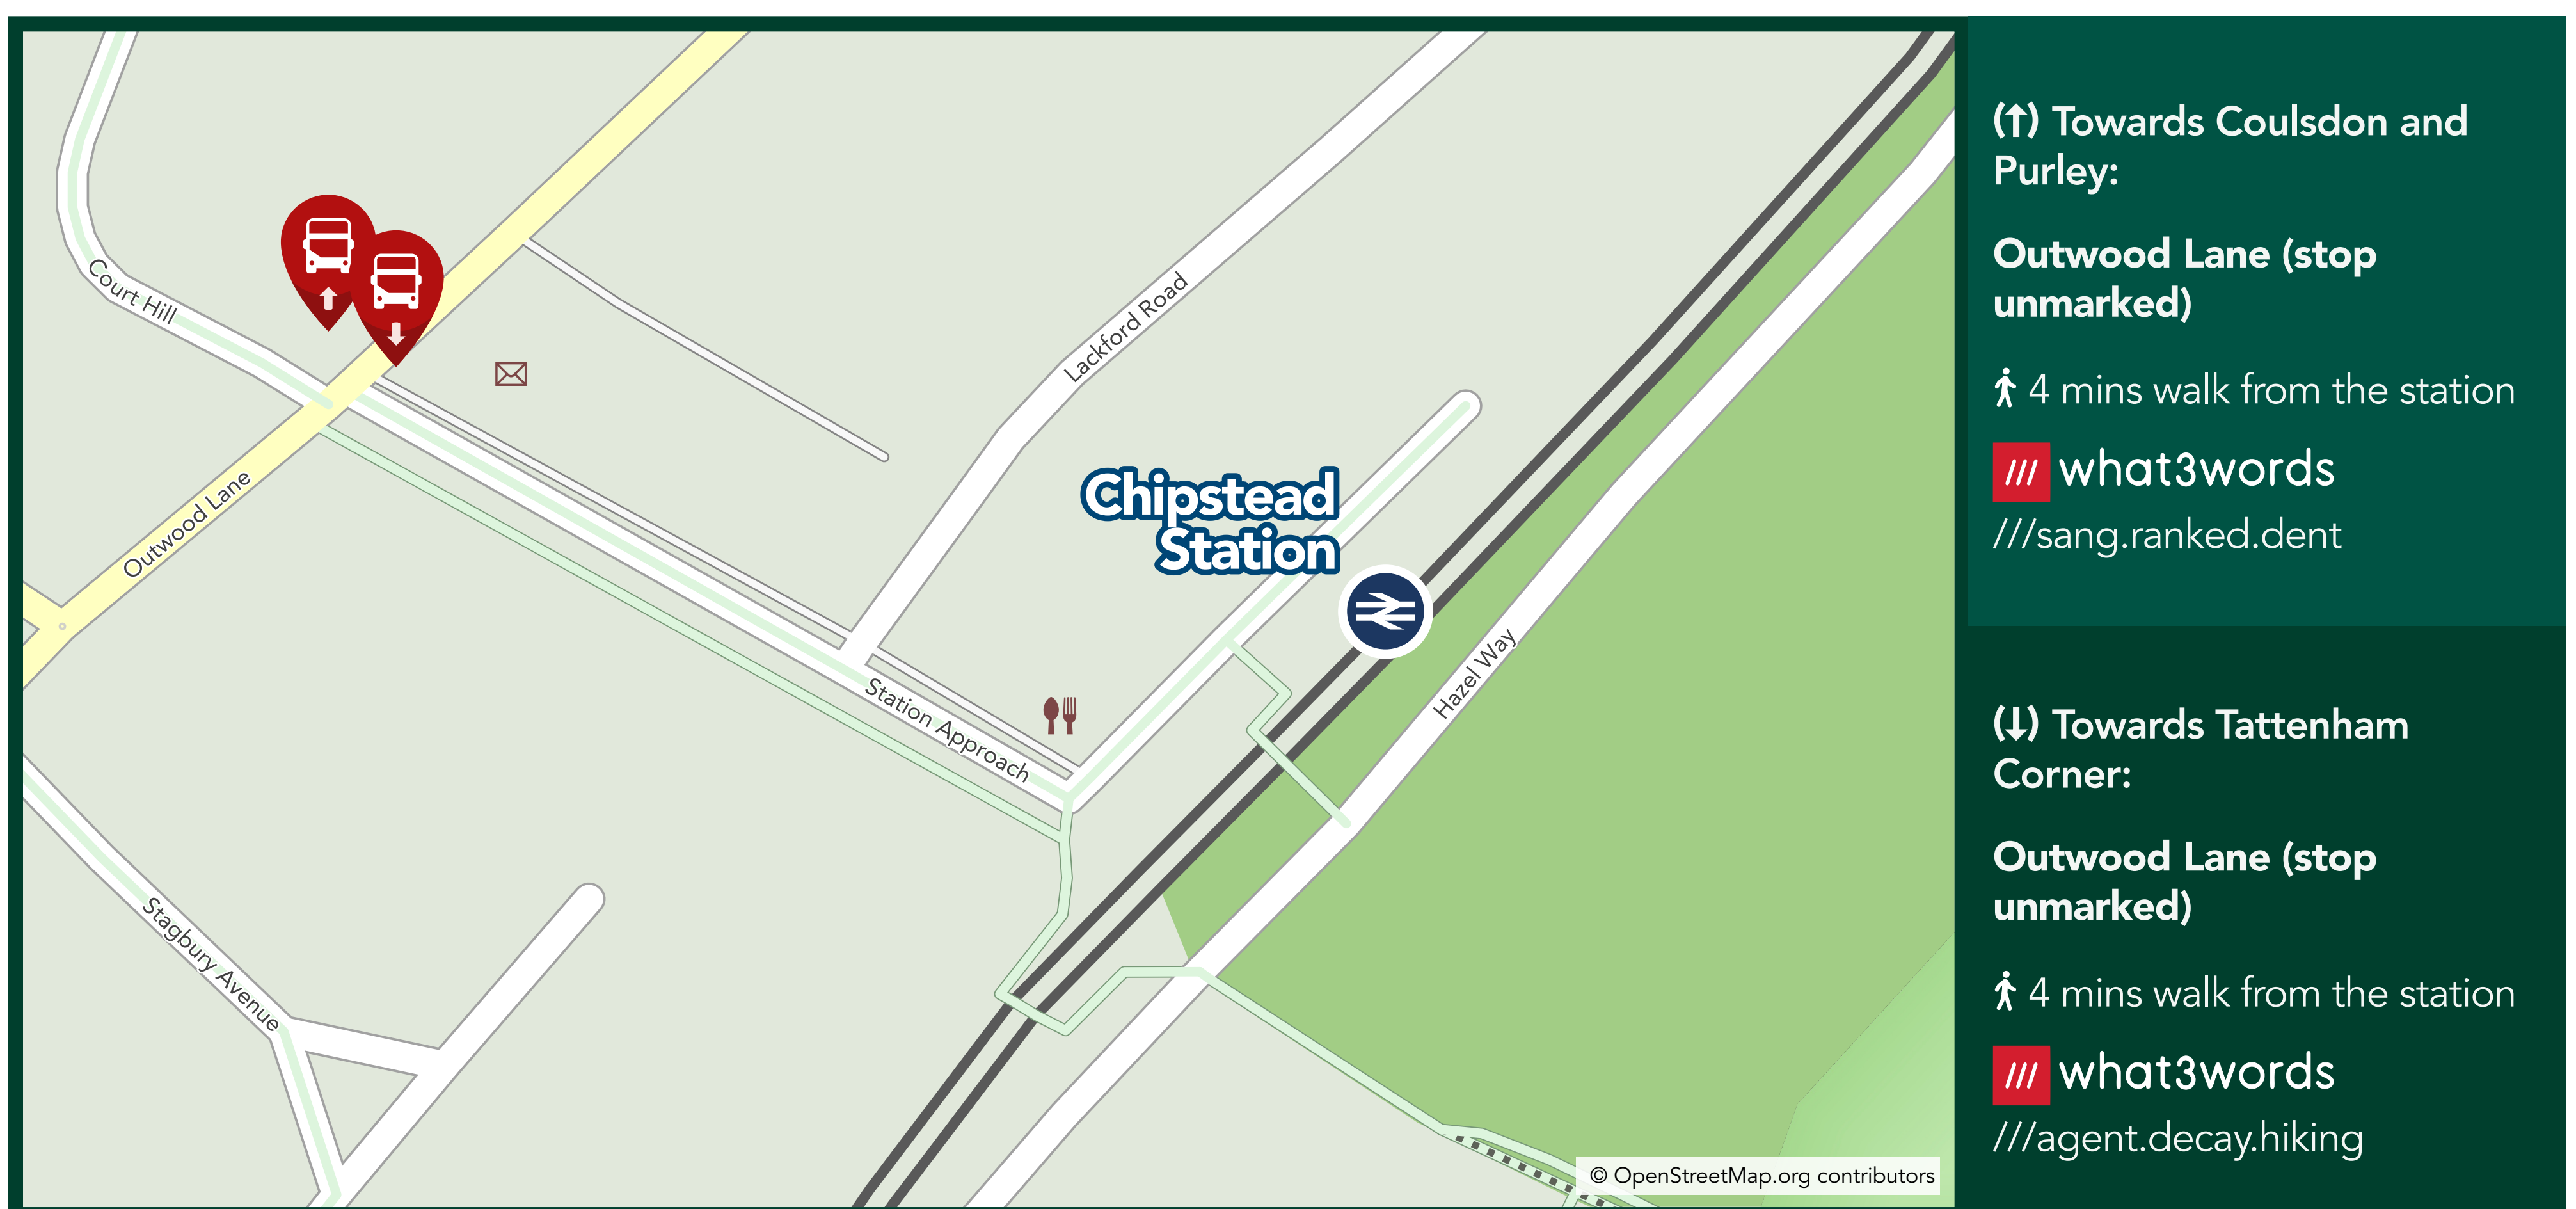 Court Hill
Outwood Lane
Lackford Road
Chipstead
Station
Station Approach
Hazel Way
Stagbury Avenue
© OpenStreetMap.org contributors
(↑) Towards Coulsdon and
Purley:
Outwood Lane (stop
unmarked)
4 mins walk from the station
/// what3words
///sang.ranked.dent
(↓) Towards Tattenham
Corner:
Outwood Lane (stop
unmarked)
4 mins walk from the station
/// what3words
///agent.decay.hiking